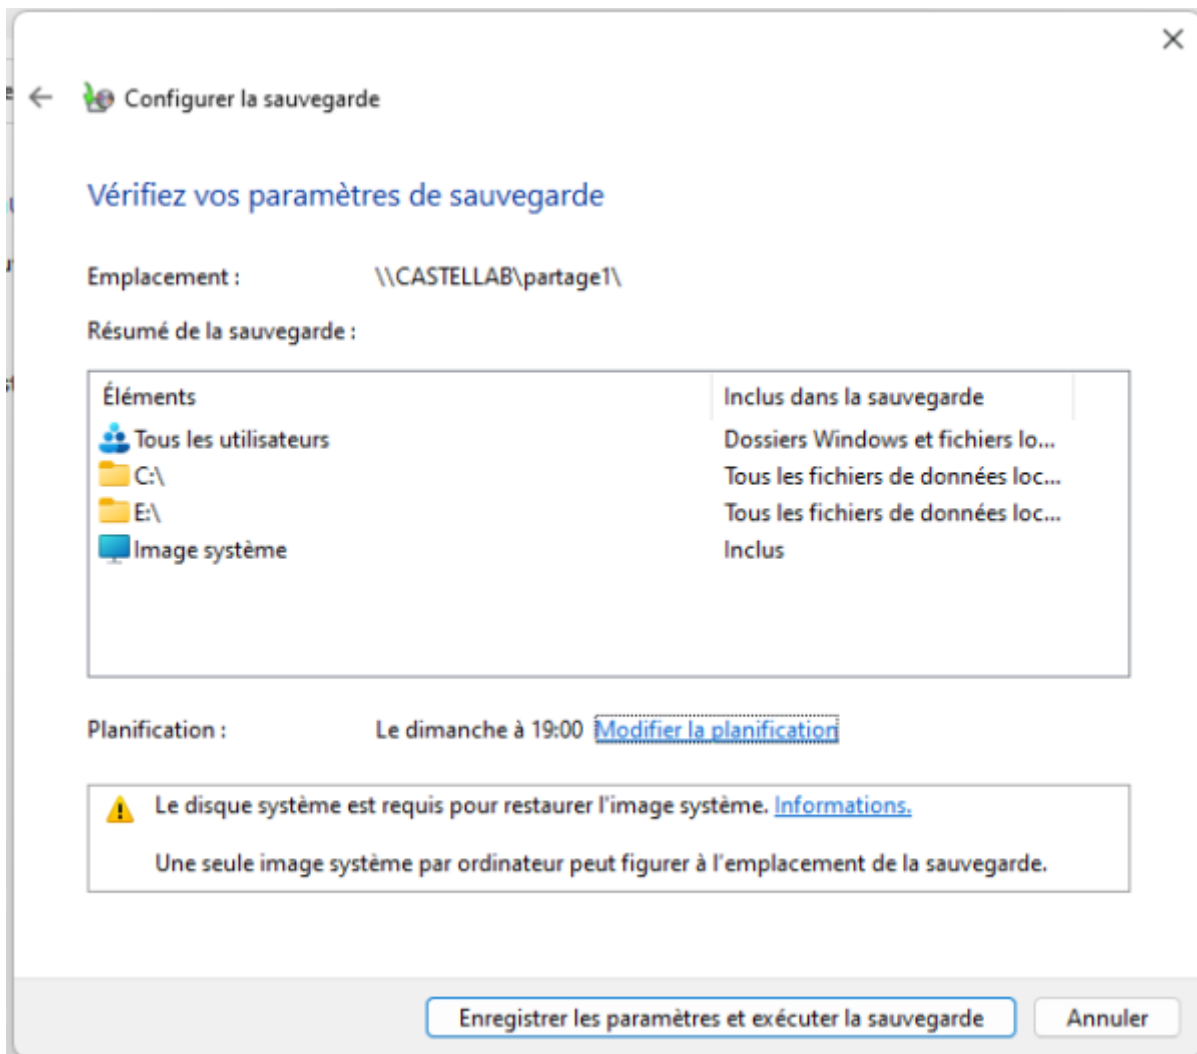 Configurer la sauvegarde
Vérifiez vos paramètres de sauvegarde
Emplacement : \\CASTELLAB\partage1\
Résumé de la sauvegarde :
Éléments Inclus dans la sauvegarde
Tous les utilisateurs Dossiers Windows et fichiers lo...
C:\ Tous les fichiers de données loc...
E:\ Tous les fichiers de données loc...
Image système Inclus
Planification : Le dimanche à 19:00 Modifier la planification
Le disque système est requis pour restaurer l'image système. Informations.
Une seule image système par ordinateur peut figurer à l'emplacement de la sauvegarde.
Enregistrer les paramètres et exécuter la sauvegarde Annuler